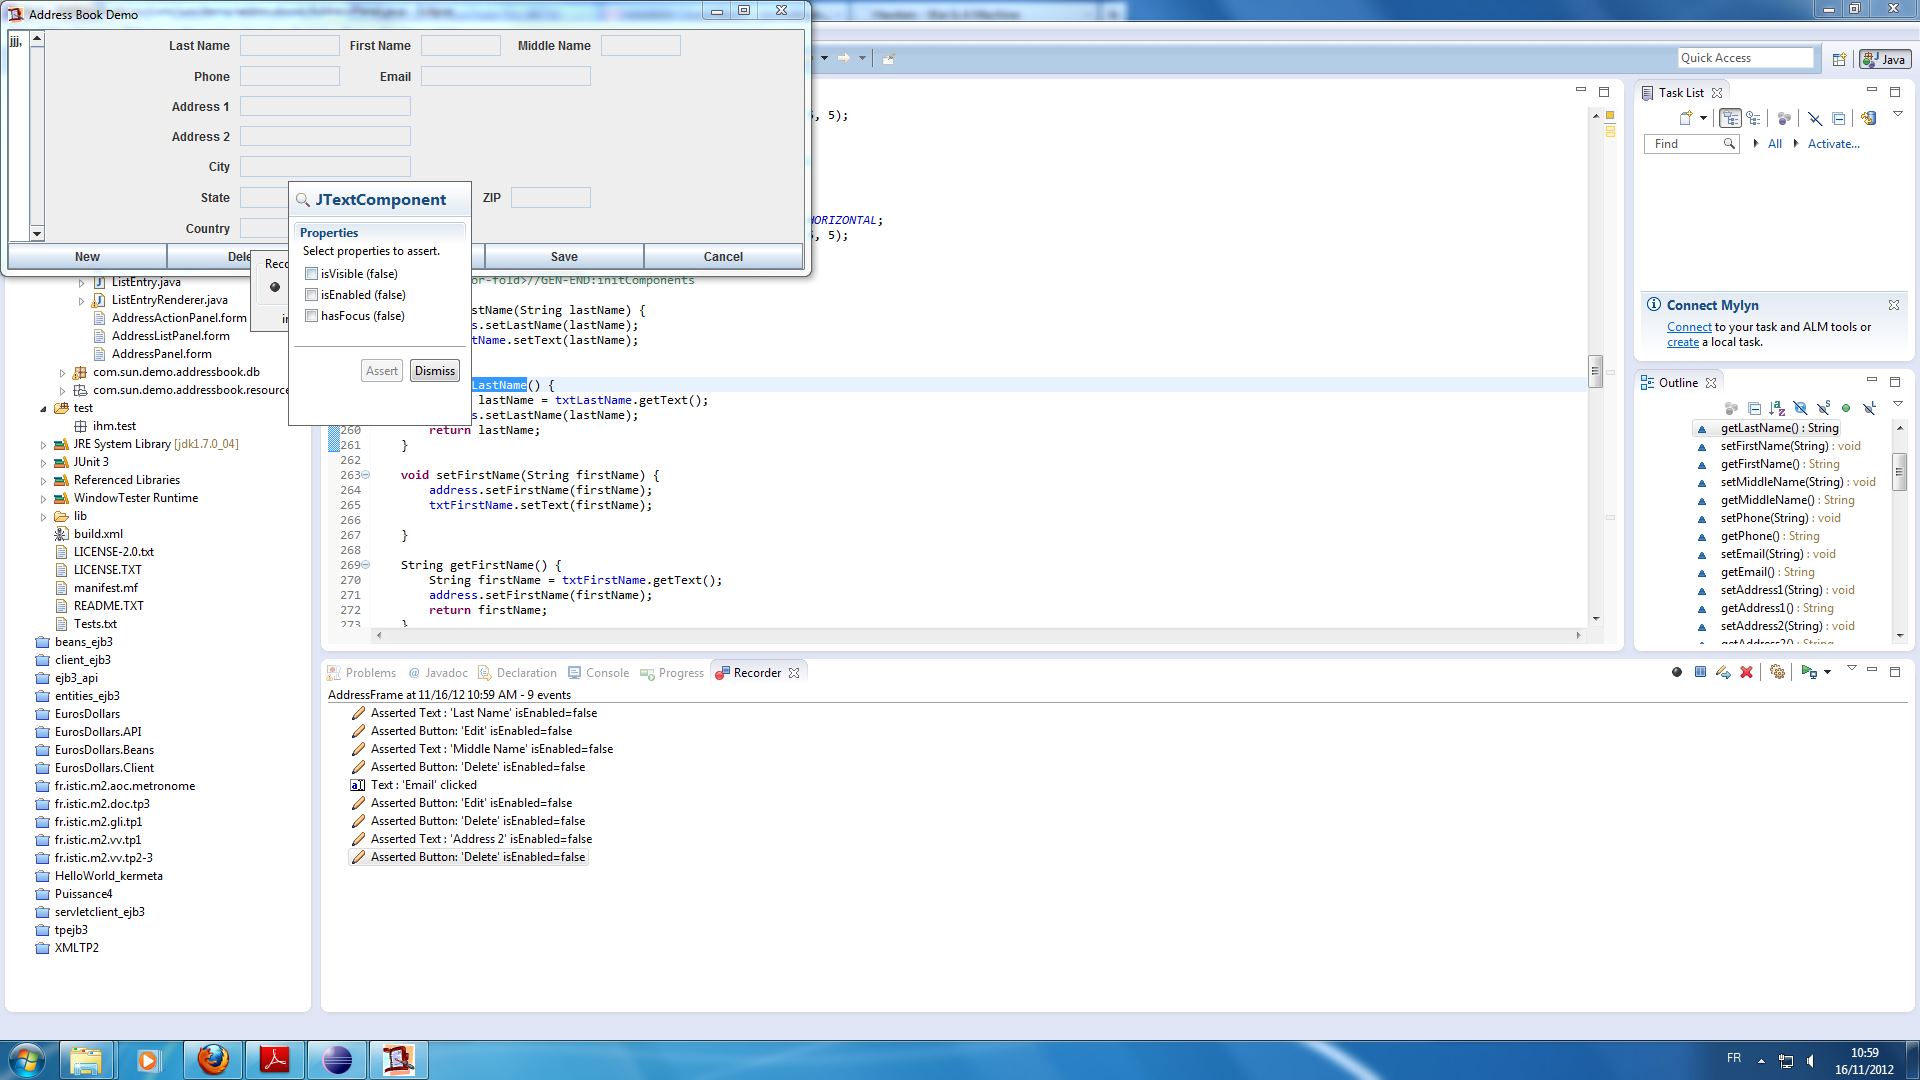 Address Book Demo
jjj,
Last Name
First Name
Middle Name
Phone
Email
Address 1
Address 2
City
State
ZIP
Country
New
Dele
Save
Cancel
Reco
JTextComponent
Properties
Select properties to assert.
isVisible (false)
isEnabled (false)
hasFocus (false)
Assert
Dismiss
Quick Access
Java
ListEntry.java
ListEntryRenderer.java
AddressActionPanel.form
AddressListPanel.form
AddressPanel.form
com.sun.demo.addressbook.db
com.sun.demo.addressbook.resource
test
ihm.test
JRE System Library [jdk1.7.0_04]
JUnit 3
Referenced Libraries
WindowTester Runtime
lib
build.xml
LICENSE-2.0.txt
LICENSE.TXT
manifest.mf
README.TXT
Tests.txt
beans_ejb3
client_ejb3
ejb3_api
entities_ejb3
EurosDollars
EurosDollars.API
EurosDollars.Beans
EurosDollars.Client
fr.istic.m2.aoc.metronome
fr.istic.m2.doc.tp3
fr.istic.m2.gli.tp1
fr.istic.m2.vv.tp1
fr.istic.m2.vv.tp2-3
HelloWorld_kermeta
Puissance4
servletclient_ejb3
tpejb3
XMLTP2
, 5);
HORIZONTAL;
, 5);
or-fold>//GEN-END:initComponents
stName(String lastName) {
s.setLastName(lastName);
tName.setText(lastName);
LastName() {
lastName = txtLastName.getText();
s.setLastName(lastName);
260 return lastName;
261 }
262
263 void setFirstName(String firstName) {
264 address.setFirstName(firstName);
265 txtFirstName.setText(firstName);
266
267 }
268
269 String getFirstName() {
270 String firstName = txtFirstName.getText();
271 address.setFirstName(firstName);
272 return firstName;
273 }
Task List
Find
All
Activate...
Connect Mylyn
Connect to your task and ALM tools or
create a local task.
Outline
getLastName() : String
setFirstName(String) : void
getFirstName() : String
setMiddleName(String) : void
getMiddleName() : String
setPhone(String) : void
getPhone() : String
setEmail(String) : void
getEmail() : String
setAddress1(String) : void
getAddress1() : String
setAddress2(String) : void
getAddress2() : String
Problems
@ Javadoc
Declaration
Console
Progress
Recorder
AddressFrame at 11/16/12 10:59 AM - 9 events
Asserted Text : 'Last Name' isEnabled=false
Asserted Button: 'Edit' isEnabled=false
Asserted Text : 'Middle Name' isEnabled=false
Asserted Button: 'Delete' isEnabled=false
Text : 'Email' clicked
Asserted Button: 'Edit' isEnabled=false
Asserted Button: 'Delete' isEnabled=false
Asserted Text : 'Address 2' isEnabled=false
Asserted Button: 'Delete' isEnabled=false
FR
10:59
16/11/2012